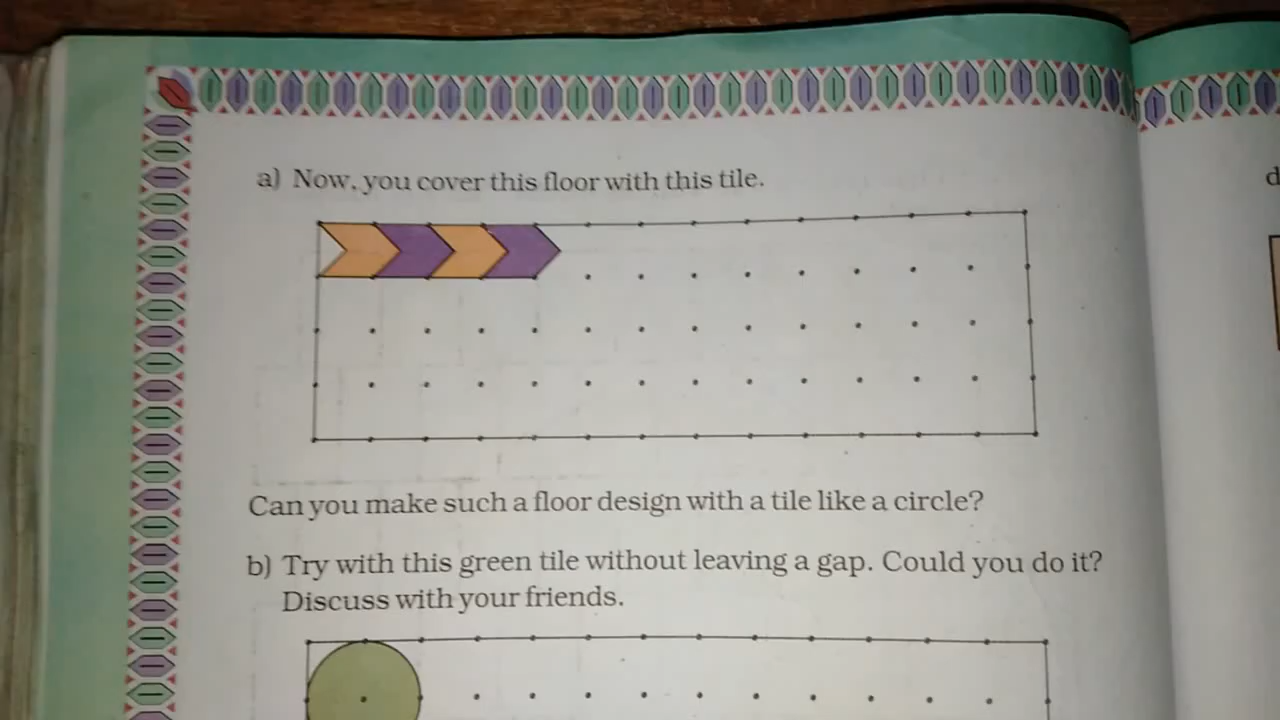 a) Now, you cover this floor with this tile.
Can you make such a floor design with a tile like a circle?
b) Try with this green tile without leaving a gap. Could you do it?
Discuss with your friends.
d